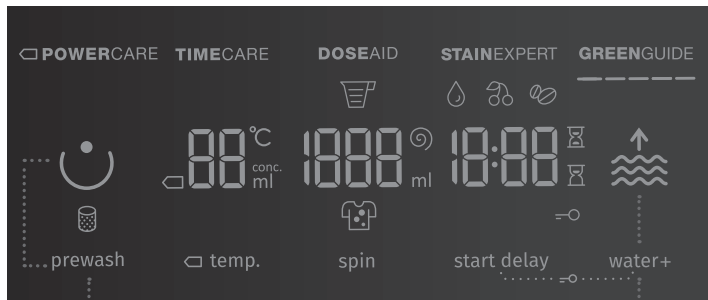 POWERCARE TIMECARE DOSEAID STAINEXPERT GREENGUIDE
88 °C 1888 18:88
conc.
ml ml
prewash temp. spin start delay water+